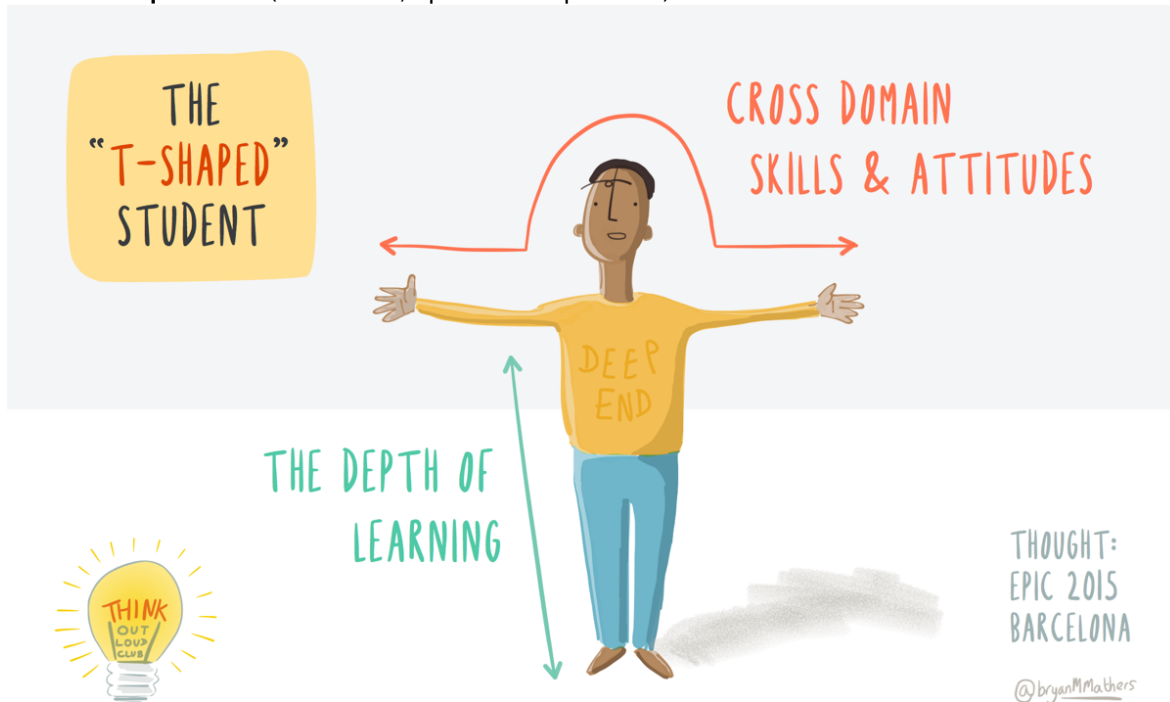 THE
“T-SHAPED”
STUDENT
CROSS DOMAIN
SKILLS & ATTITUDES
DEEP
END
THE DEPTH OF
LEARNING
THINK
OUT
LOUD
CLUB
THOUGHT:
EPIC 2015
BARCELONA
@bryanMMathers